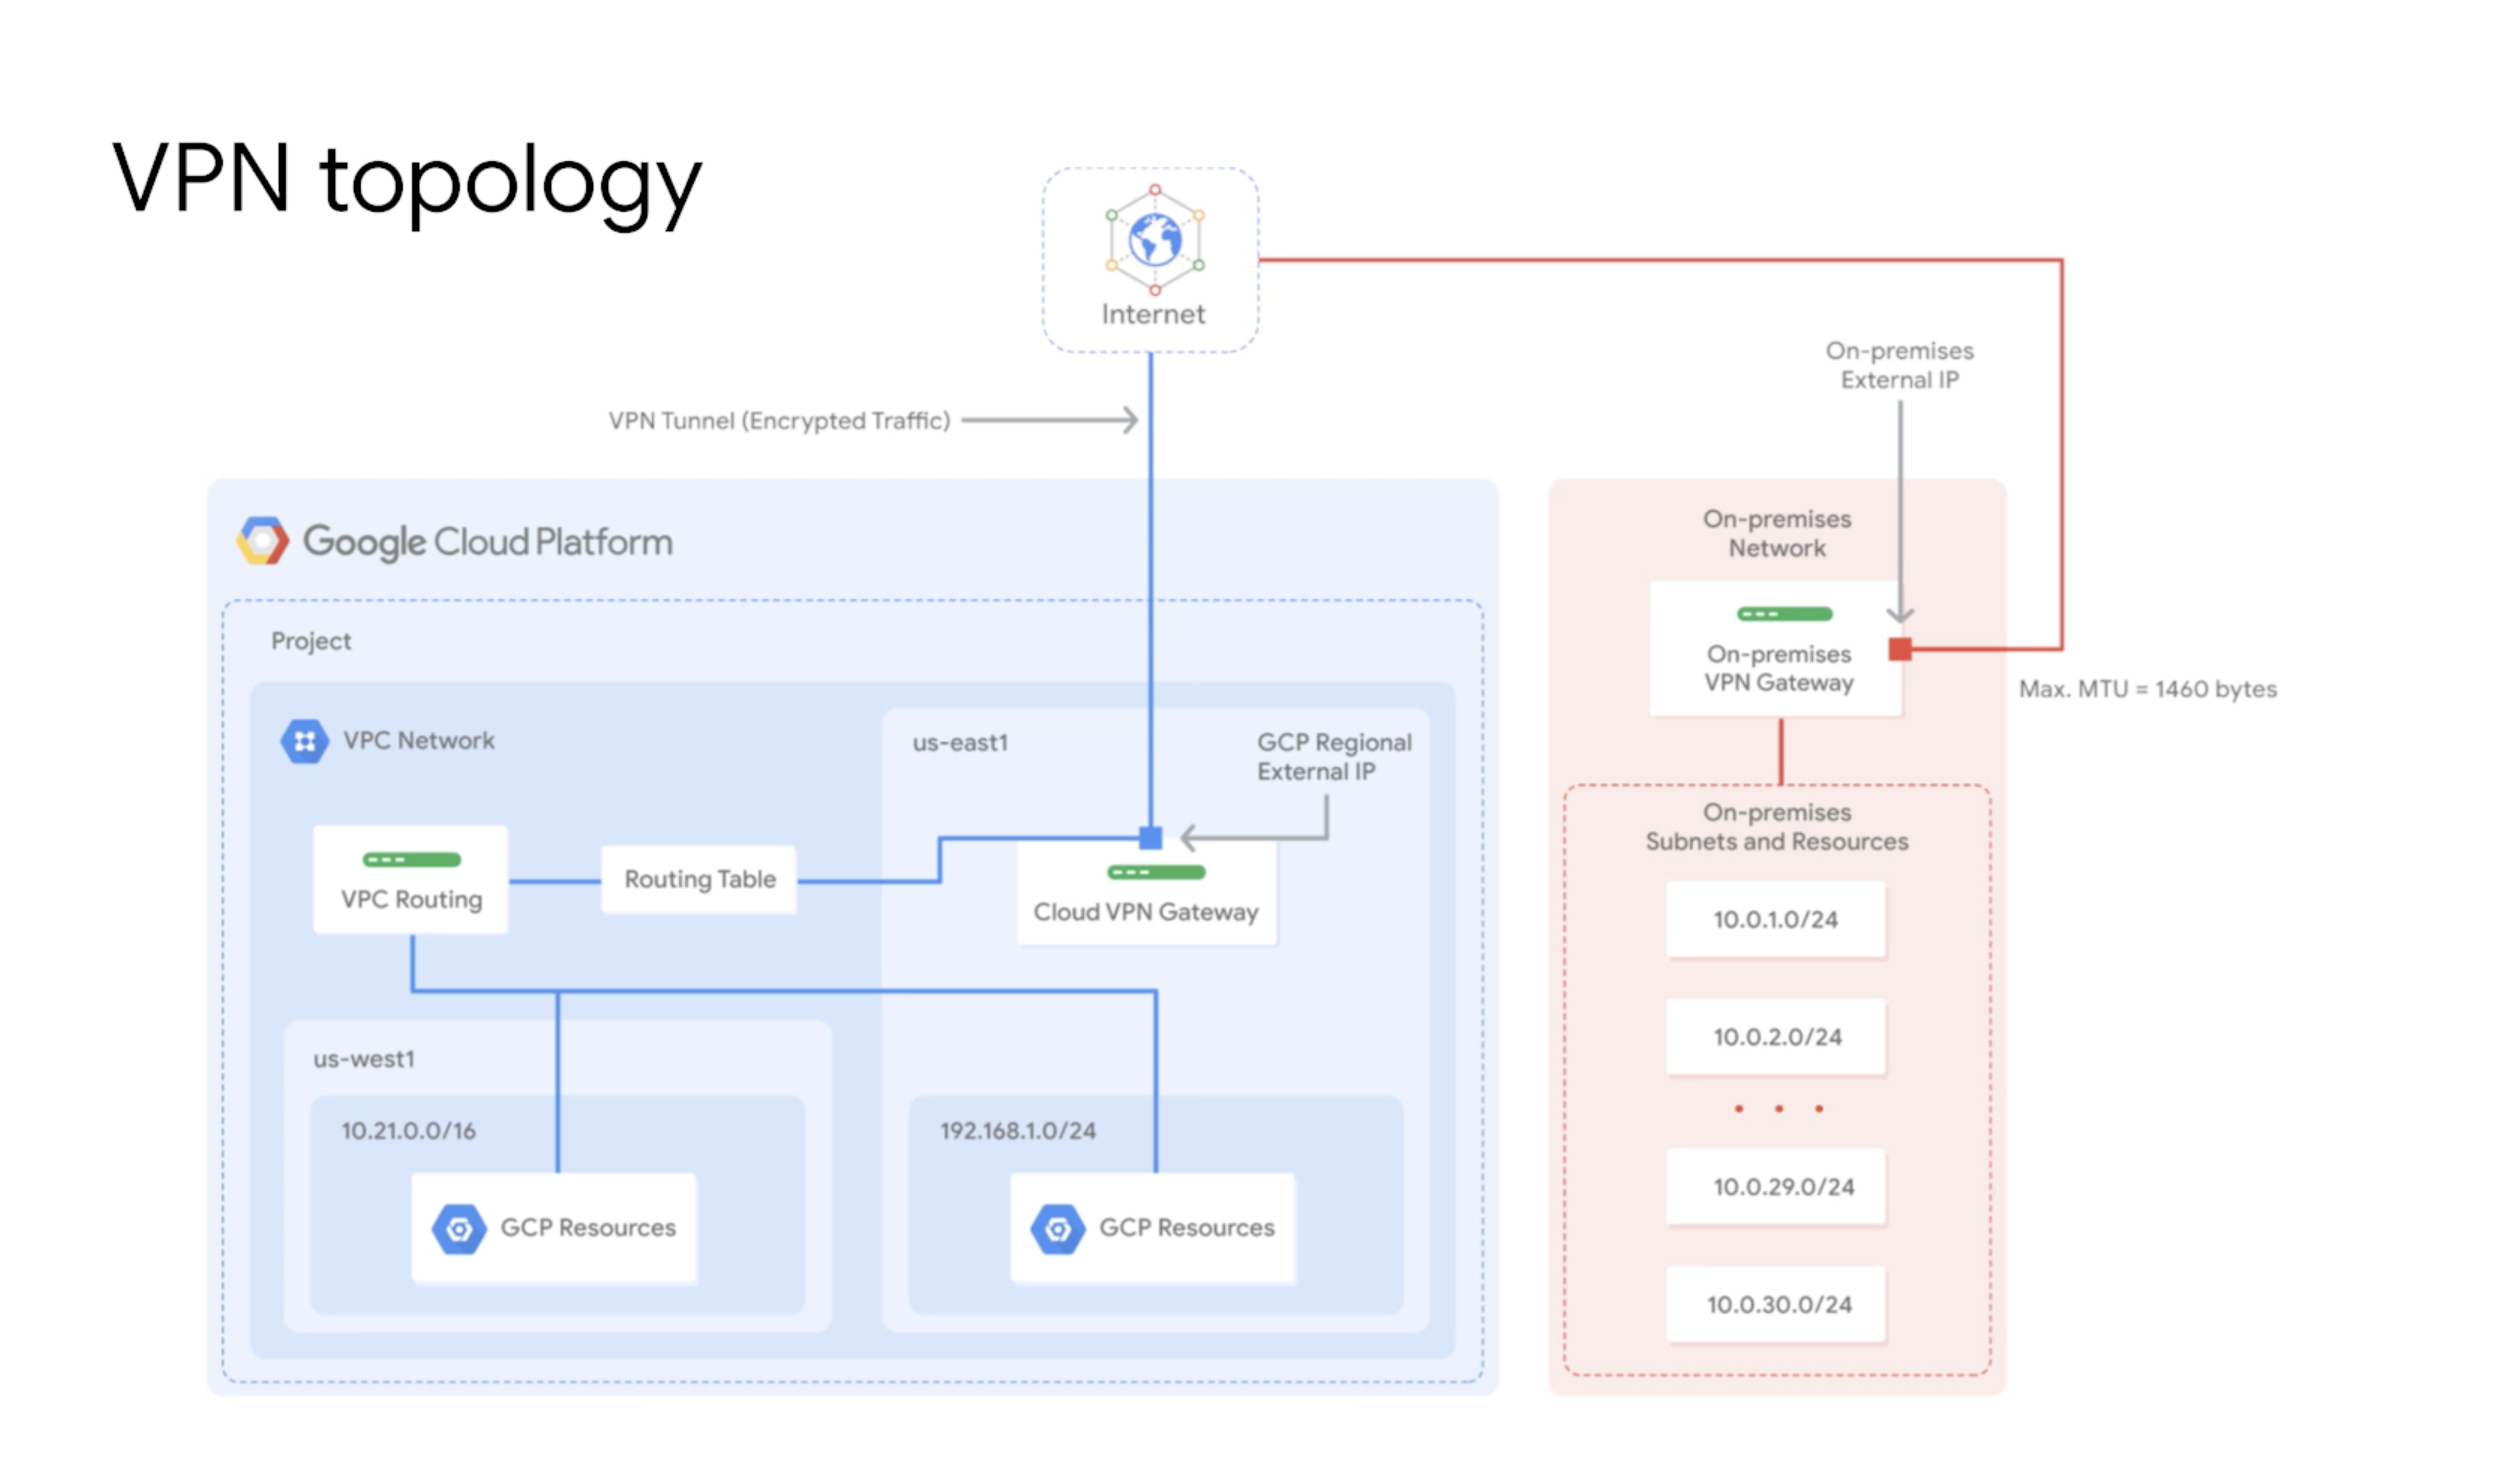 VPN topology
Internet
On-premises
External IP
VPN Tunnel (Encrypted Traffic)
Google Cloud Platform
Project
VPC Network
us-east1
GCP Regional
External IP
VPC Routing
Routing Table
Cloud VPN Gateway
us-west1
10.21.0.0/16
GCP Resources
192.168.1.0/24
GCP Resources
On-premises
Network
On-premises
VPN Gateway
Max. MTU = 1460 bytes
On-premises
Subnets and Resources
10.0.1.0/24
10.0.2.0/24
• • •
10.0.29.0/24
10.0.30.0/24